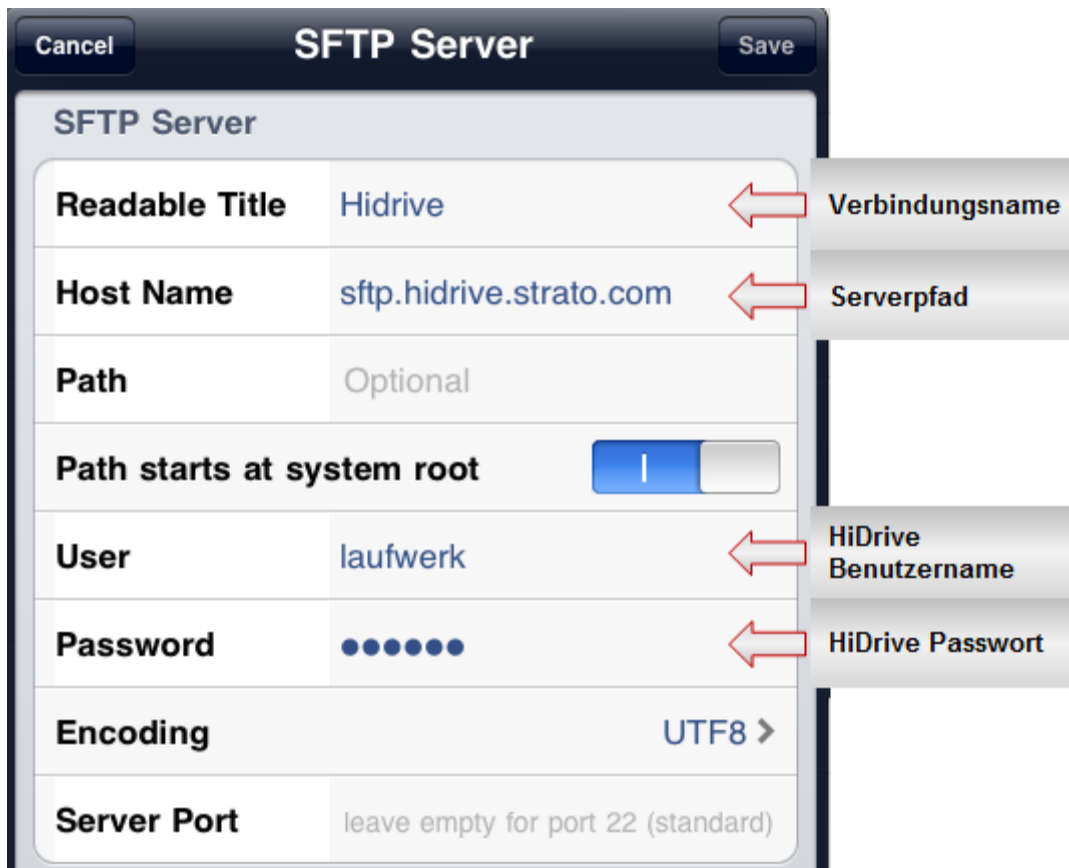 Cancel SFTP Server Save
SFTP Server
Readable Title Hidrive Verbindungsname
Host Name sftp.hidrive.strato.com Serverpfad
Path Optional
Path starts at system root
User laufwerk HiDrive
Benutzername
Password ●●●●●● HiDrive Passwort
Encoding UTF8
Server Port leave empty for port 22 (standard)